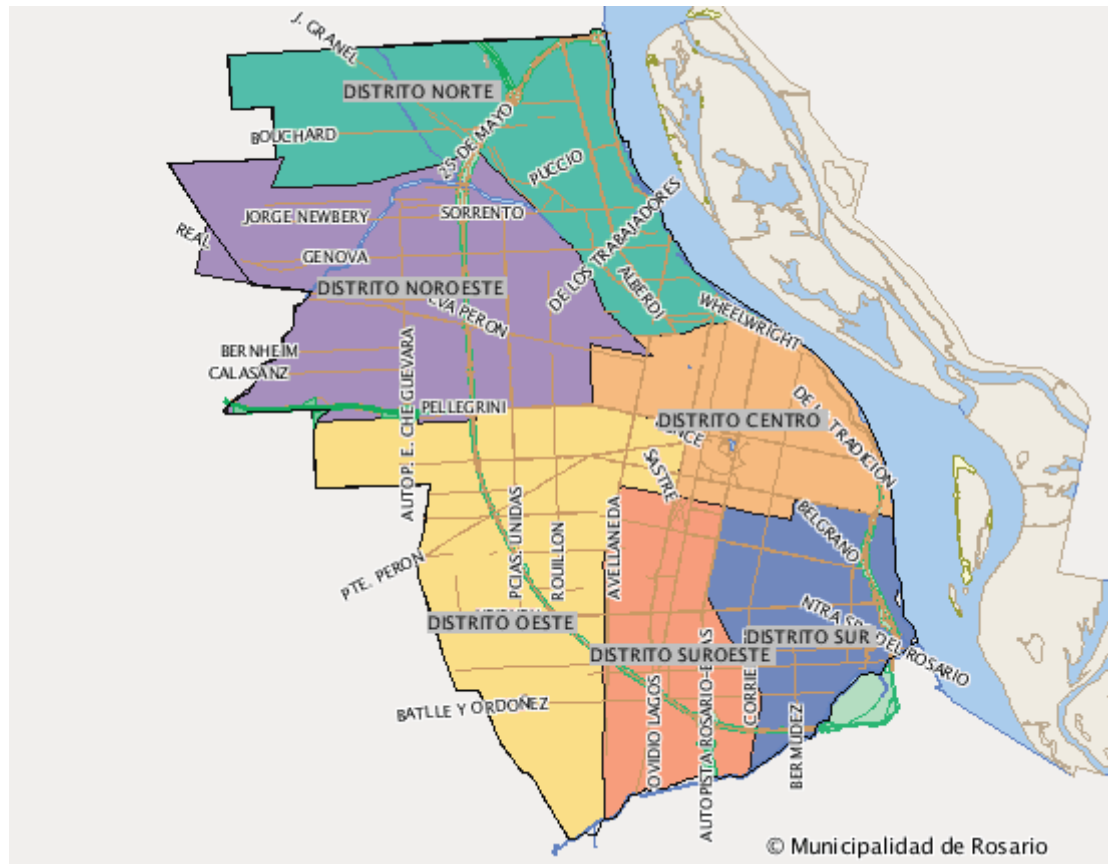 J. GRANEL
DISTRITO NORTE
BOUCHARD
25 DE MAYO
PUCCIO
JORGE NEWBERY
SORRENTO
REAL
GENOVA
DE LOS TRABAJADORES
DISTRITO NOROESTE
EVA PERON
ALBERDI
WHEELWRIGHT
BERNHEIM
CALASANZ
AUTOP. E. CHE GUEVARA
PELLEGRINI
DISTRITO CENTRO
TRADICION
SASTRE
PTE. PERON
PCIAS. UNIDAS
ROUILLON
AVELLANEDA
BELGRANO
DISTRITO OESTE
DISTRITO SUROESTE
DISTRITO SUR
DEL ROSARIO
BATLLE Y ORDOÑEZ
OVIDIO LAGOS
AUTOPISTA ROSARIO
BERMUDEZ
© Municipalidad de Rosario